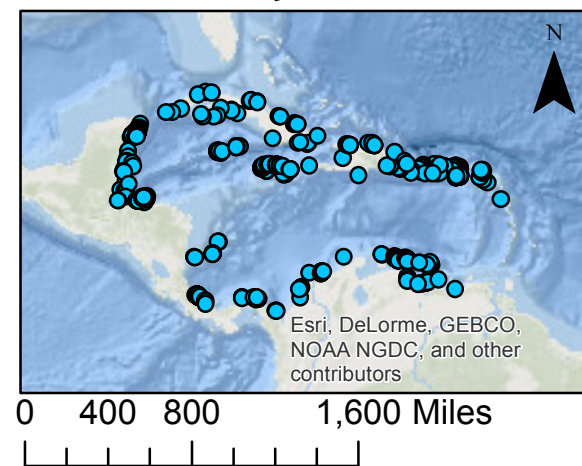 N
Esri, DeLorme, GEBCO,
NOAA NGDC, and other
contributors
0 400 800 1,600 Miles